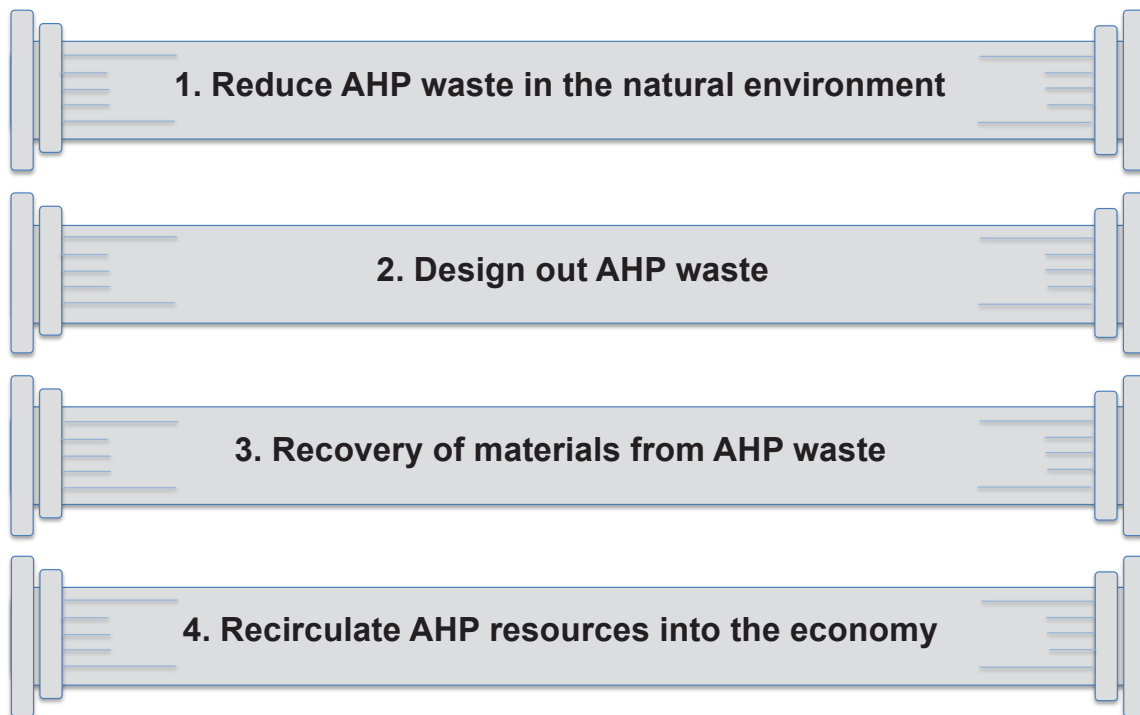 1. Reduce AHP waste in the natural environment
2. Design out AHP waste
3. Recovery of materials from AHP waste
4. Recirculate AHP resources into the economy